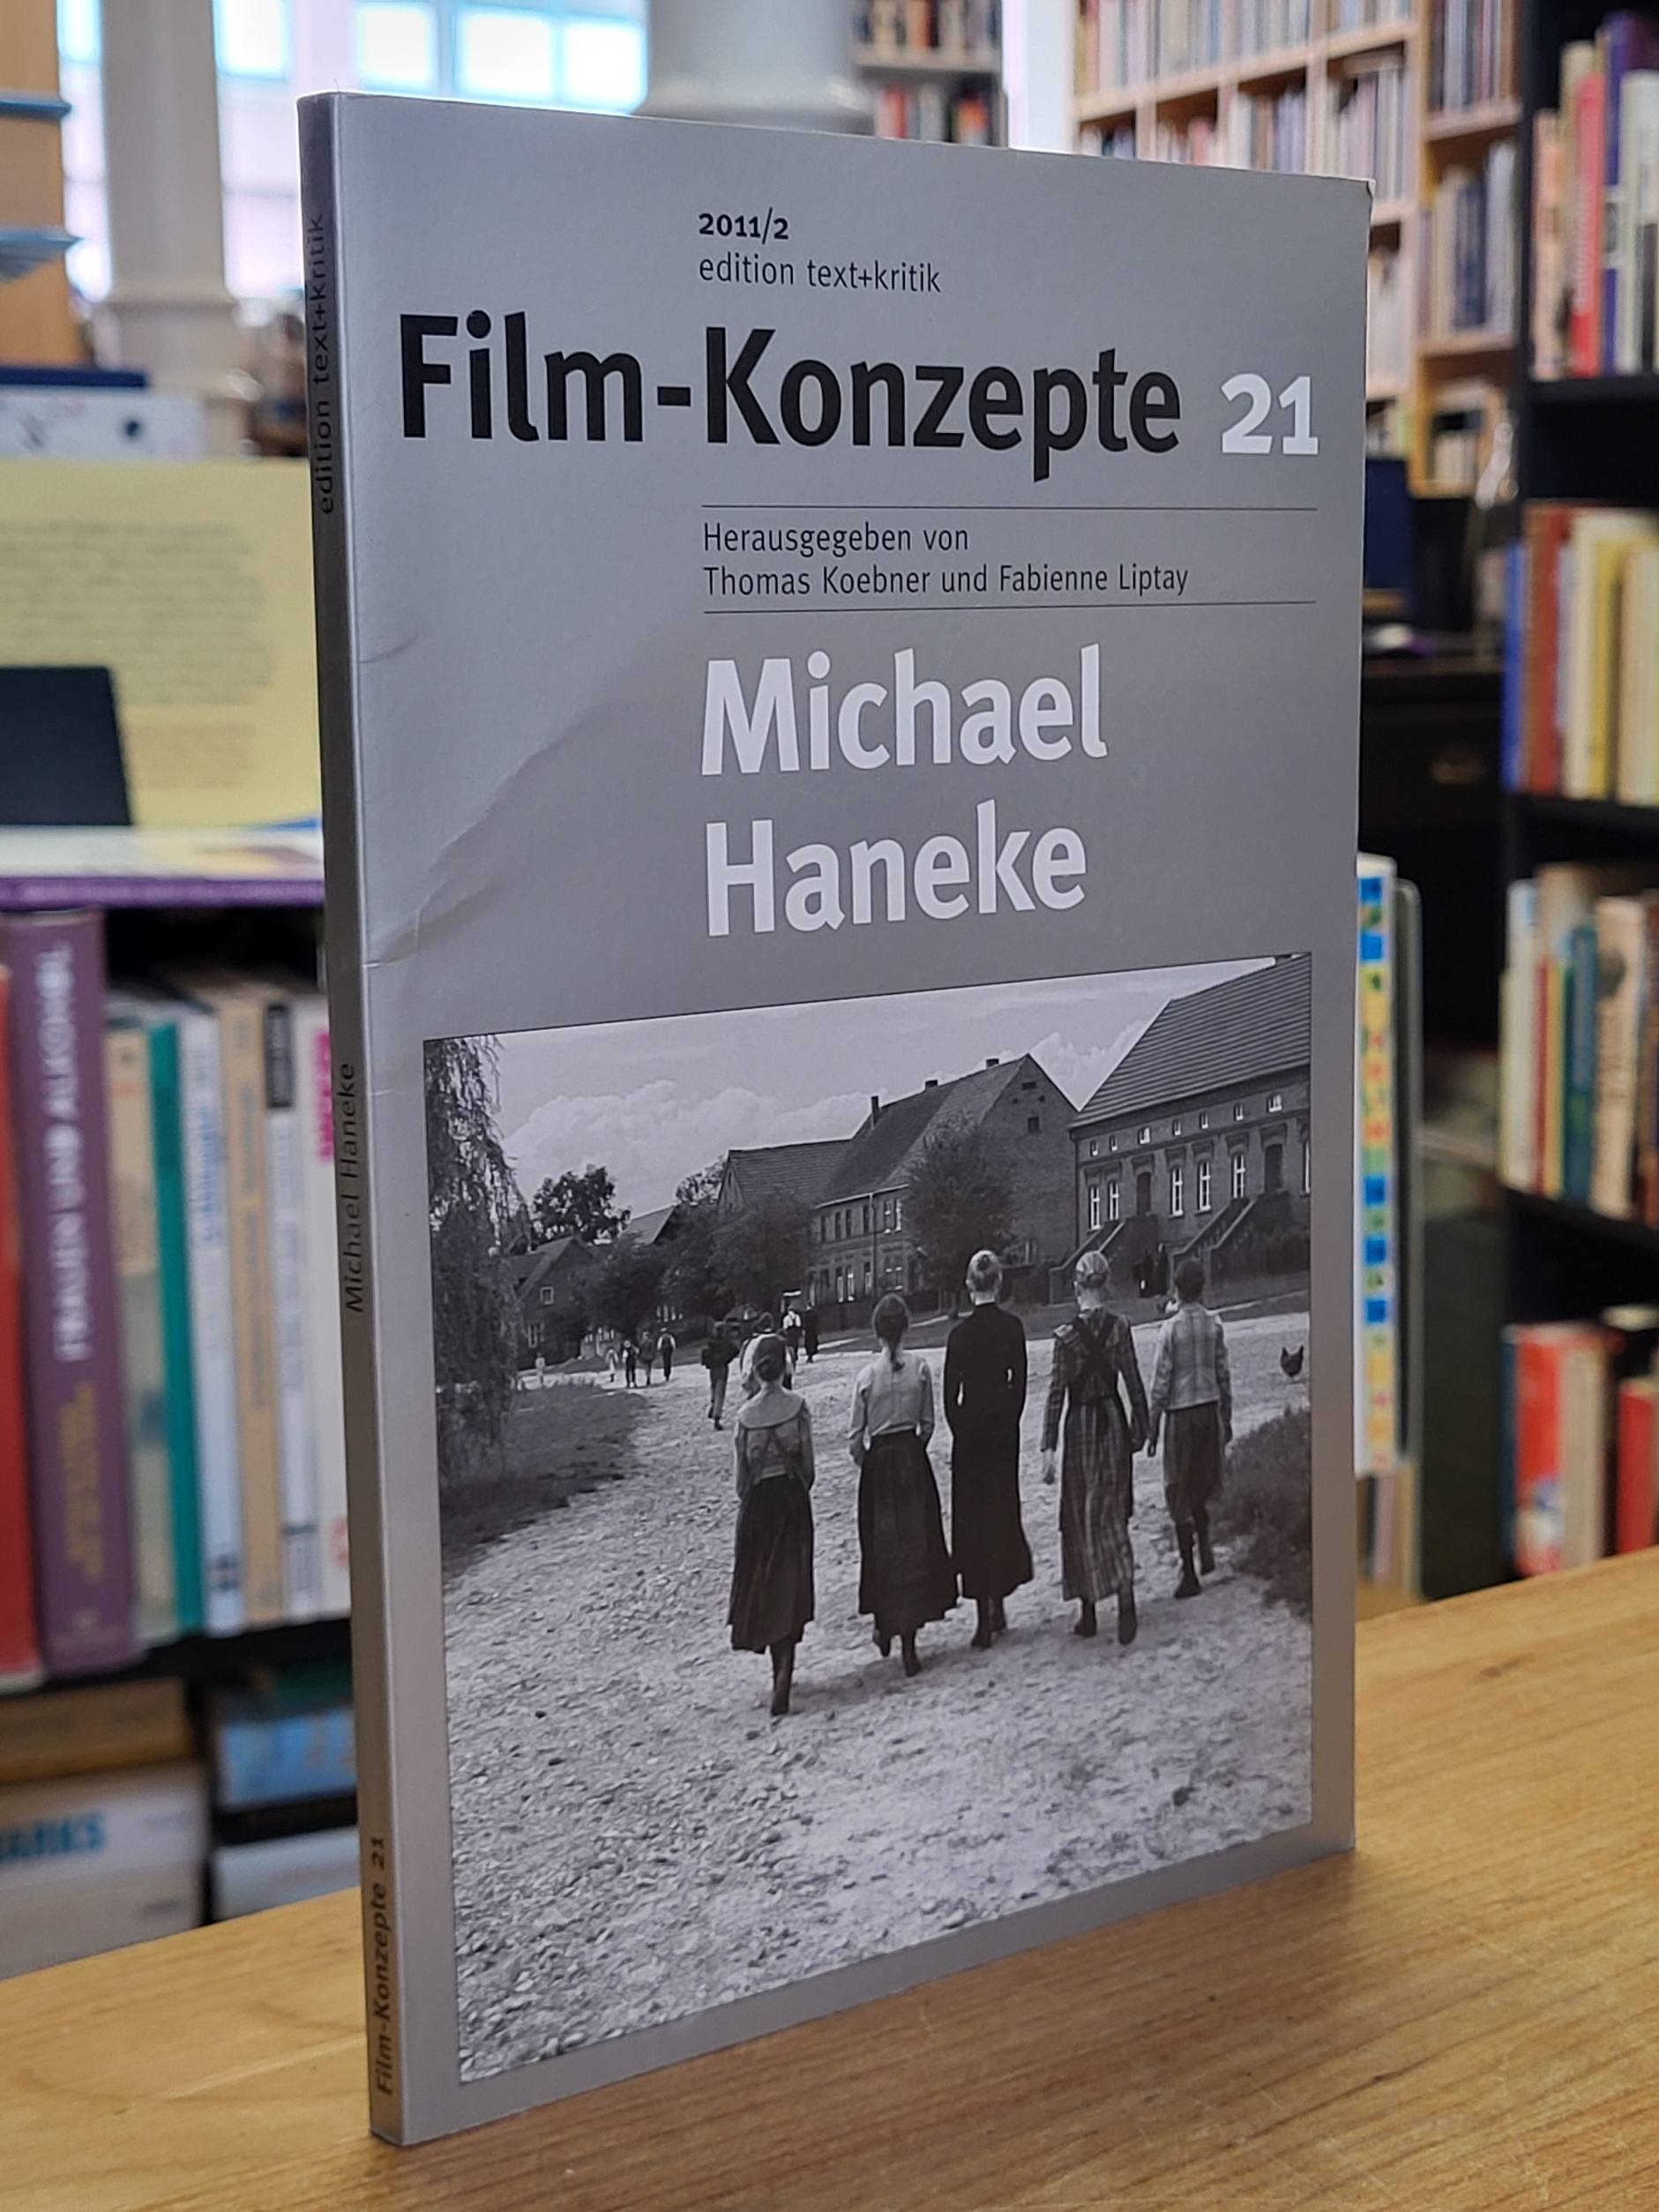 2011/2
edition text+kritik
Film-Konzepte 21
Herausgegeben von
Thomas Koebner und Fabienne Liptay
Michael
Haneke
edition text+kritik
Michael Haneke
Film-Konzepte 21
FRAUEN UND ALKOHOL